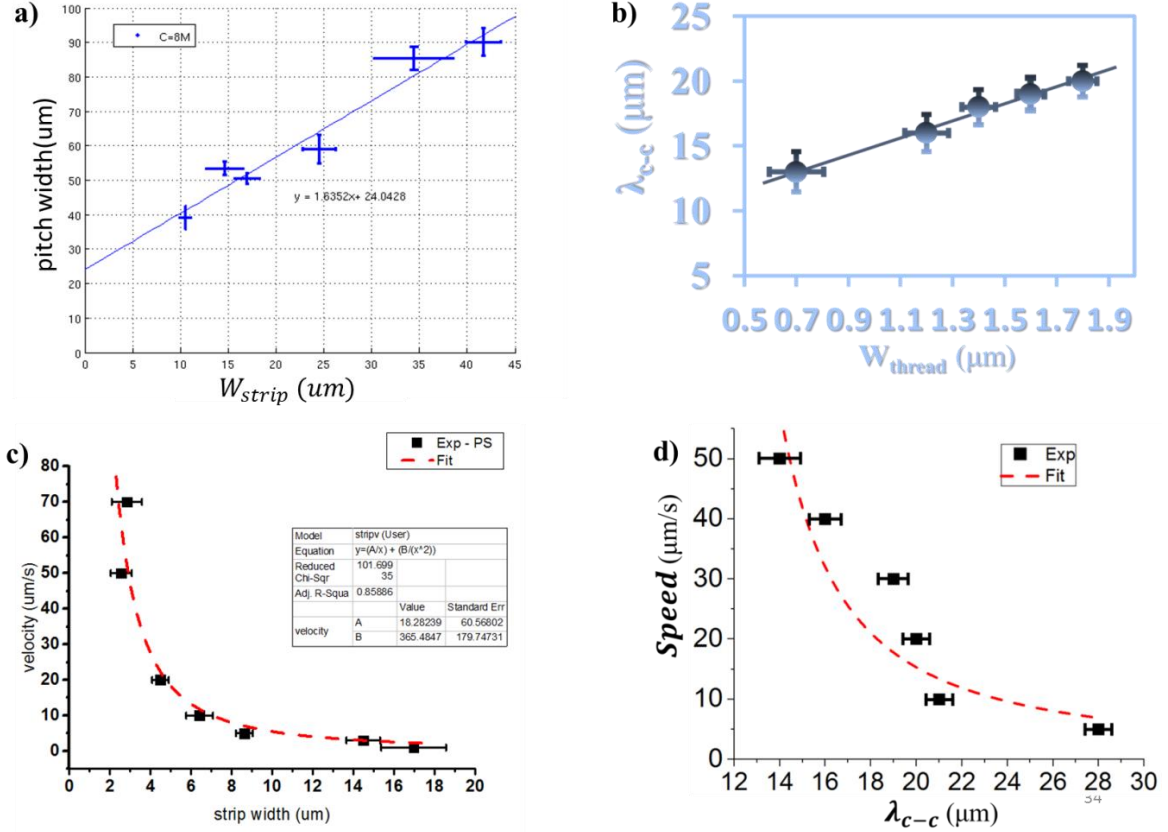 a)
C=8M
100
90
80
70
60
50
40
30
20
10
0
pitch width(um)
y = 1.6352x+ 24.0428
0 5 10 15 20 25 30 35 40 45
W_strip (um)
b)
25
20
15
10
5
λc-c (μm)
0.5 0.7 0.9 1.1 1.3 1.5 1.7 1.9
Wthread (μm)
c)
Exp - PS
Fit
80
70
60
50
40
30
20
10
0
velocity (um/s)
Model stripv (User)
Equation y=(A/x) + (B/(x^2))
Reduced Chi-Sqr 101.699
35
Adj. R-Squa 0.85886
Value Standard Err
velocity A 18.28239 60.56802
B 365.4847 179.74731
0 2 4 6 8 10 12 14 16 18 20
strip width (um)
d)
Exp
Fit
50
40
30
20
10
0
Speed (μm/s)
12 14 16 18 20 22 24 26 28 30
λc−c (μm)
34